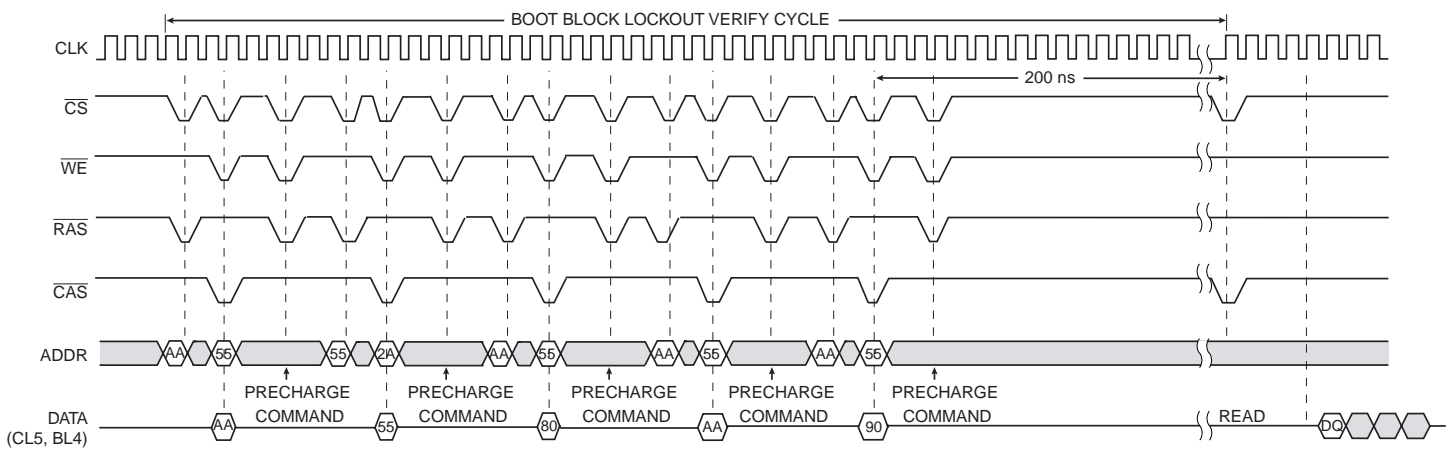 BOOT BLOCK LOCKOUT VERIFY CYCLE
CLK
200 ns
CS
WE
RAS
CAS
ADDR AA 55 55 2A AA 55 AA 55 AA 55
PRECHARGE COMMAND
PRECHARGE COMMAND
PRECHARGE COMMAND
PRECHARGE COMMAND
PRECHARGE COMMAND
DATA
(CL5, BL4) AA 55 80 AA 90 READ DQ